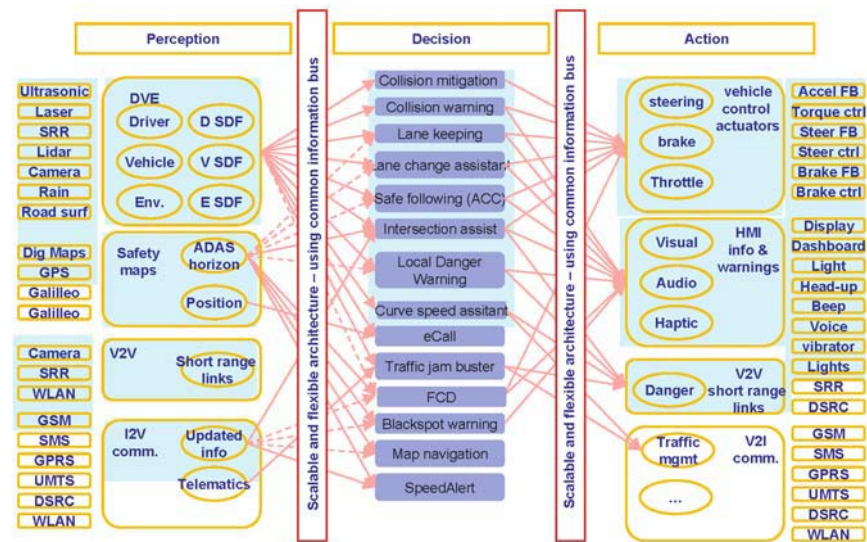 Perception
Decision
Action
Ultrasonic
Laser
SRR
Lidar
Camera
Rain
Road surf
Dig Maps
GPS
Galilleo
Galilleo
Camera
SRR
WLAN
GSM
SMS
GPRS
UMTS
DSRC
WLAN
DVE
Driver
D SDF
Vehicle
V SDF
Env.
E SDF
Safety
maps
ADAS
horizon
Position
V2V
Short range
links
I2V
comm.
Updated
info
Telematics
Scalable and flexible architecture – using common information bus
Collision mitigation
Collision warning
Lane keeping
Lane change assistant
Safe following (ACC)
Intersection assist
Local Danger
Warning
Curve speed assitant
eCall
Traffic jam buster
FCD
Blackspot warning
Map navigation
SpeedAlert
Scalable and flexible architecture – using common information bus
steering
brake
Throttle
vehicle
control
actuators
Visual
Audio
Haptic
HMI
info &
warnings
Danger
V2V
short range
links
Traffic
mgmt
...
V2I
comm.
Accel FB
Torque ctrl
Steer FB
Steer ctrl
Brake FB
Brake ctrl
Display
Dashboard
Light
Head-up
Beep
Voice
vibrator
Lights
SRR
DSRC
GSM
SMS
GPRS
UMTS
DSRC
WLAN